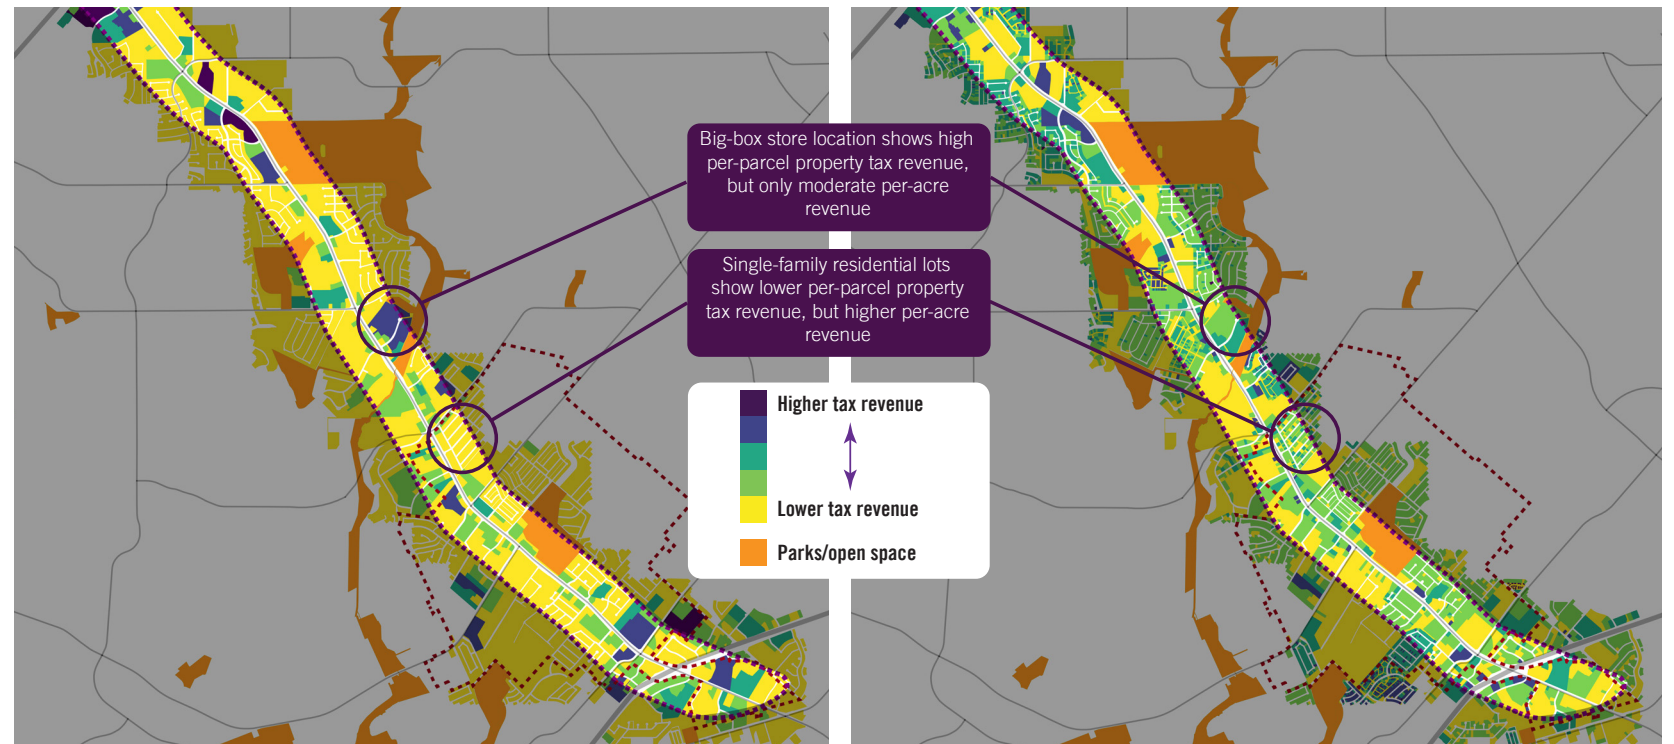 Big-box store location shows high
per-parcel property tax revenue,
but only moderate per-acre
revenue
Single-family residential lots
show lower per-parcel property
tax revenue, but higher per-acre
revenue
Higher tax revenue
Lower tax revenue
Parks/open space